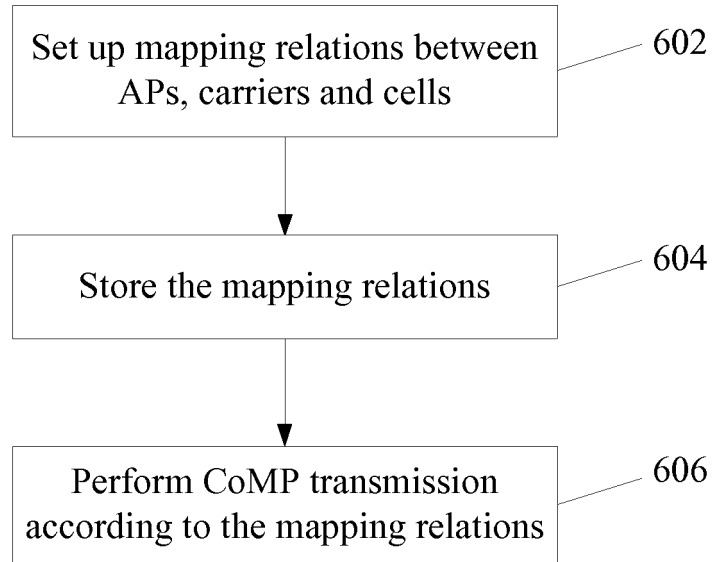 Set up mapping relations between
APs, carriers and cells
602
Store the mapping relations
604
Perform CoMP transmission
according to the mapping relations
606